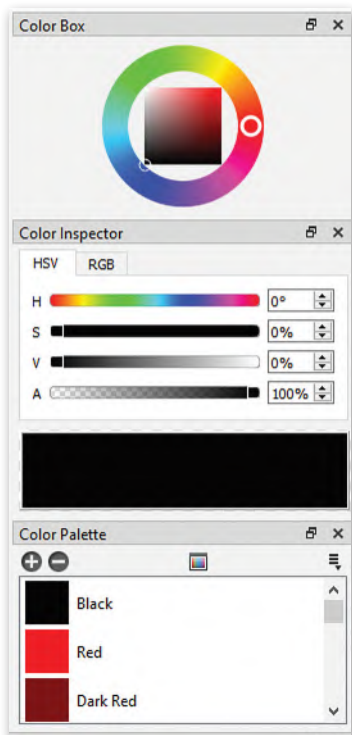 Color Box
Color Inspector
HSV RGB
H 0°
S 0%
V 0%
A 100%
Color Palette
Black
Red
Dark Red